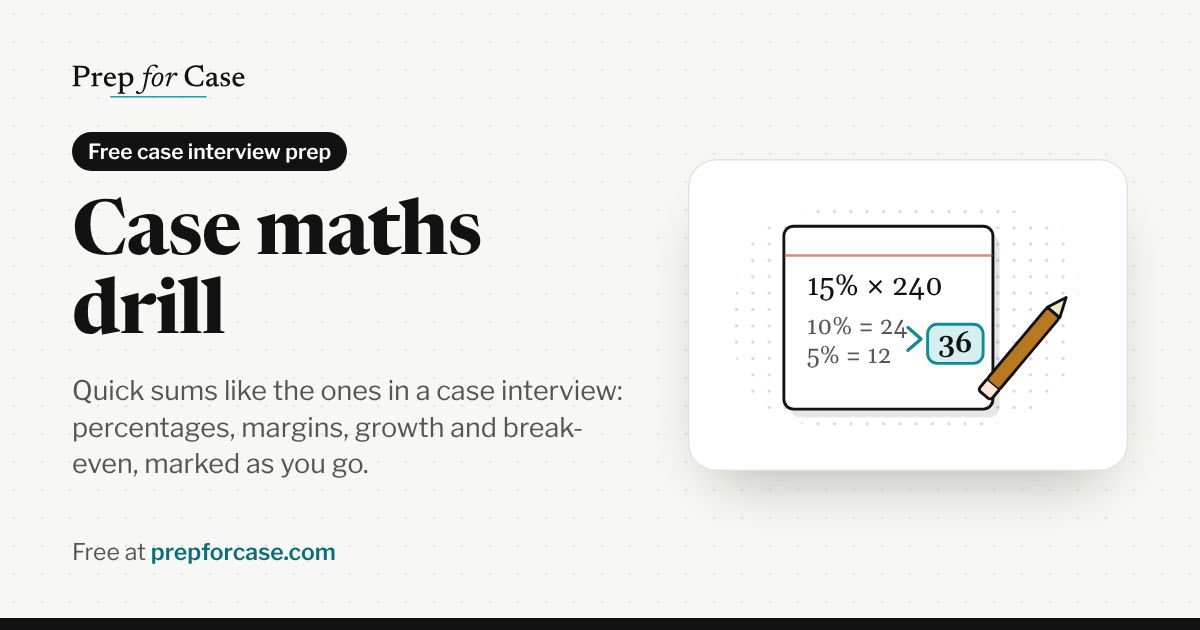 Prep for Case
Free case interview prep
Case maths
drill
Quick sums like the ones in a case interview:
percentages, margins, growth and break-
even, marked as you go.
Free at prepforcase.com
15% × 240
10% = 24
5% = 12
36